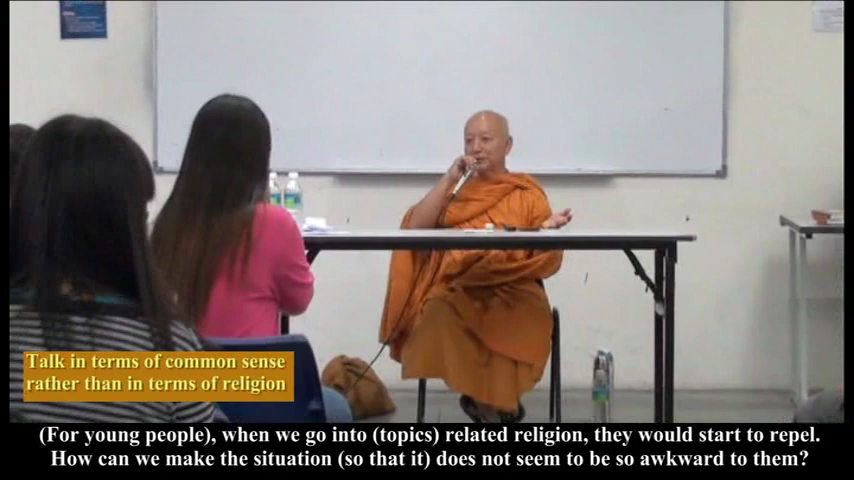 Talk in terms of common sense
rather than in terms of religion
(For young people), when we go into (topics) related religion, they would start to repel.
How can we make the situation (so that it) does not seem to be so awkward to them?